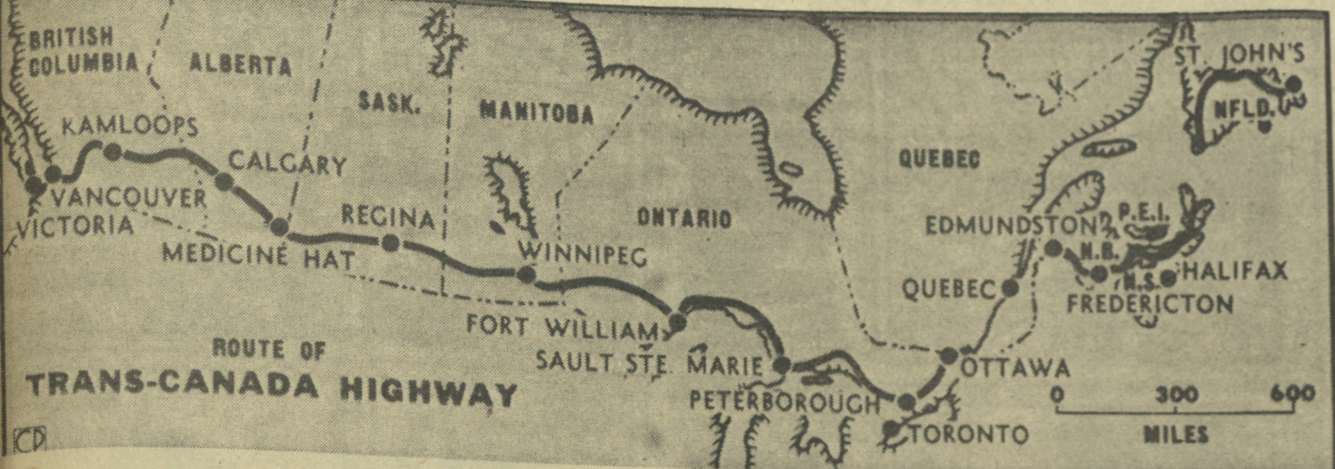 BRITISH
COLUMBIA
ALBERTA
SASK.
MANITOBA
ONTARIO
QUEBEC
ST. JOHN'S
NFLD.
KAMLOOPS
CALGARY
VANCOUVER
VICTORIA
MEDICINE HAT
REGINA
WINNIPEG
FORT WILLIAM
SAULT STE. MARIE
PETERBOROUGH
TORONTO
OTTAWA
QUEBEC
EDMUNDSTON
P.E.I.
N.B.
N.S.
HALIFAX
FREDERICTON
ROUTE OF
TRANS-CANADA HIGHWAY
0 300 600
MILES
CP